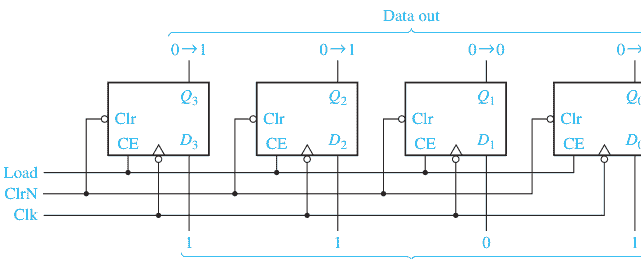 Data out
0→1 0→1 0→0 0→
Q3 Q2 Q1 Q
Clr Clr Clr Clr
CE D3 CE D2 CE D1 CE D0
Load
ClrN
Clk
1 1 0 1